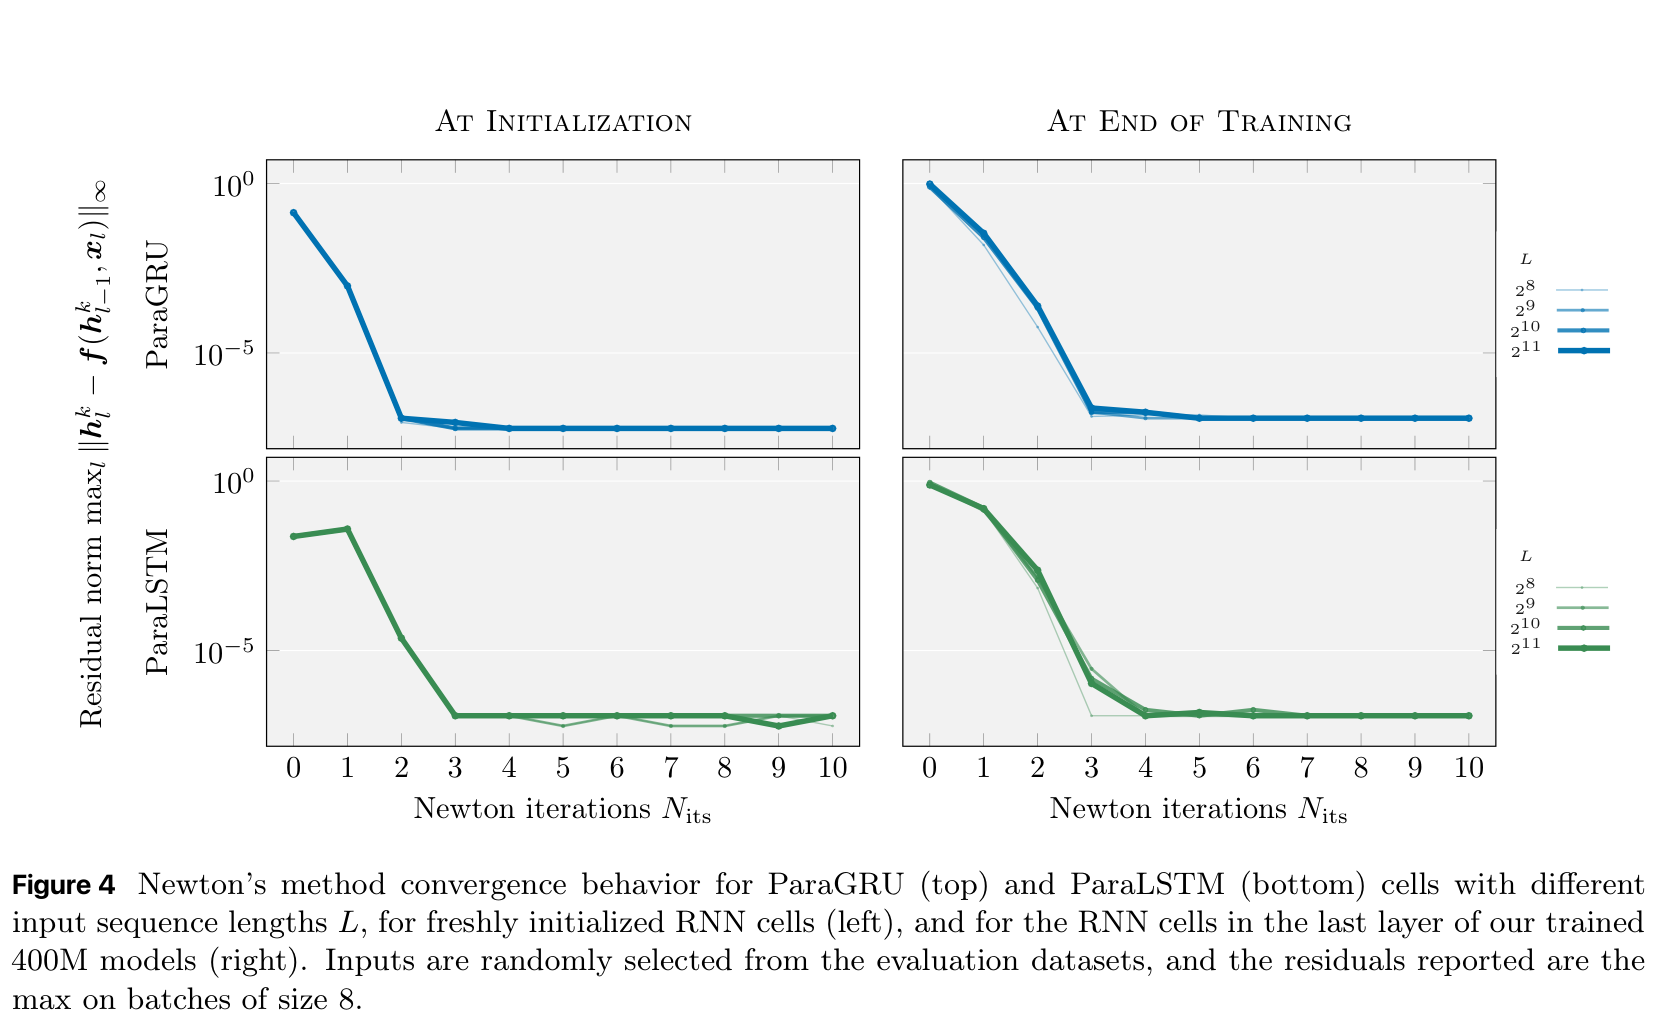 At Initialization
At End of Training
Residual norm max_l ‖h_l^k − f(h_{l−1}^k, x_l)‖_∞
ParaGRU
10^0
10^−5
L
2^8
2^9
2^10
2^11
ParaLSTM
10^0
10^−5
L
2^8
2^9
2^10
2^11
0 1 2 3 4 5 6 7 8 9 10
0 1 2 3 4 5 6 7 8 9 10
Newton iterations N_its
Newton iterations N_its
Figure 4 Newton's method convergence behavior for ParaGRU (top) and ParaLSTM (bottom) cells with different
input sequence lengths L, for freshly initialized RNN cells (left), and for the RNN cells in the last layer of our trained
400M models (right). Inputs are randomly selected from the evaluation datasets, and the residuals reported are the
max on batches of size 8.